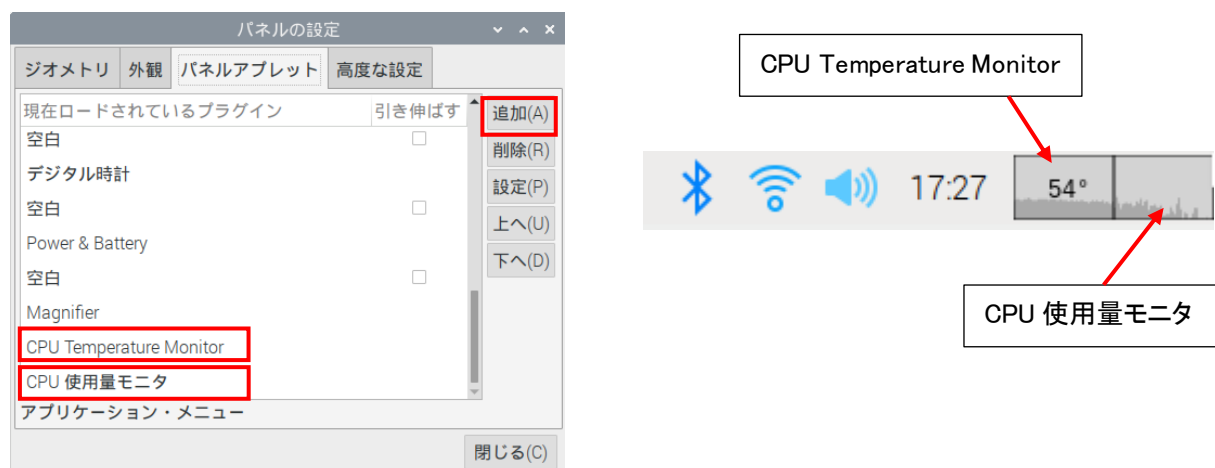 パネルの設定
ジオメトリ 外観 パネルアプレット 高度な設定
現在ロードされているプラグイン 引き伸ばす
空白
デジタル時計
空白
Power & Battery
空白
Magnifier
CPU Temperature Monitor
CPU 使用量モニタ
アプリケーション・メニュー
追加(A)
削除(R)
設定(P)
上へ(U)
下へ(D)
閉じる(C)
CPU Temperature Monitor
17:27 54°
CPU 使用量モニタ